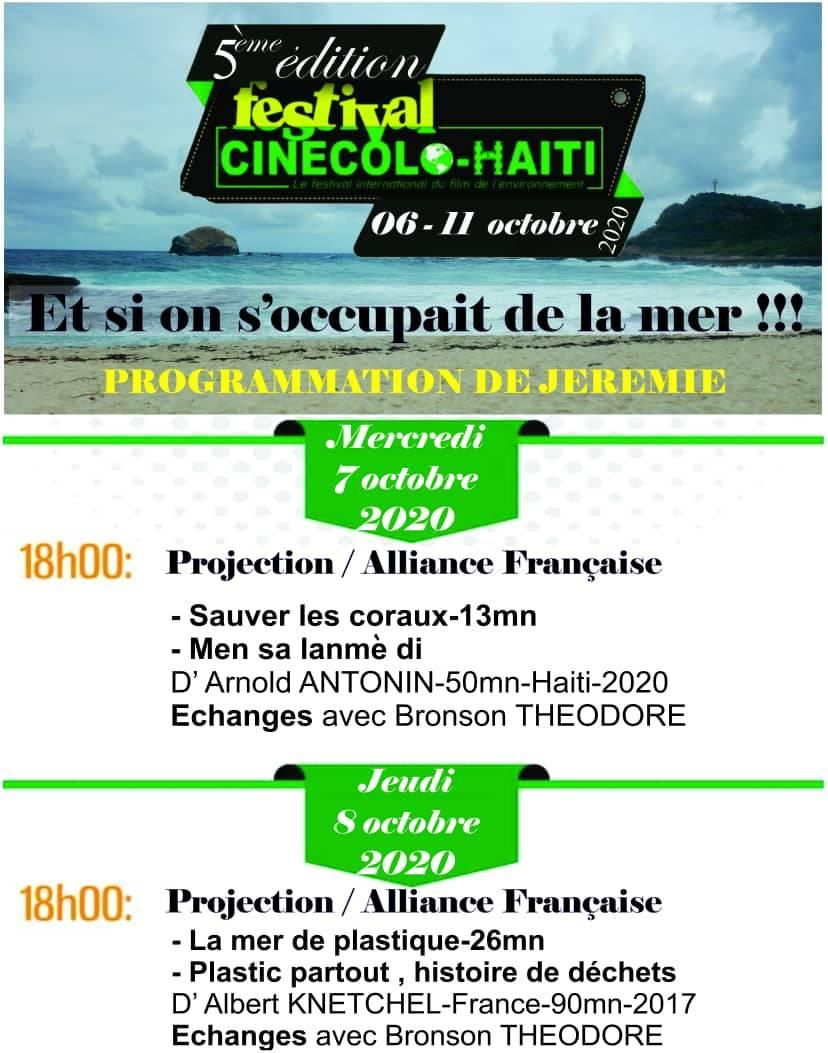 5ème édition
festival
CINECOLO-HAITI
Le festival international du film de l'environnement
06 - 11 octobre 2020
Et si on s'occupait de la mer !!!
PROGRAMMATION DE JEREMIE
Mercredi
7 octobre
2020
18h00: Projection / Alliance Française
- Sauver les coraux-13mn
- Men sa lanmè di
D' Arnold ANTONIN-50mn-Haiti-2020
Echanges avec Bronson THEODORE
Jeudi
8 octobre
2020
18h00: Projection / Alliance Française
- La mer de plastique-26mn
- Plastic partout , histoire de déchets
D' Albert KNETCHEL-France-90mn-2017
Echanges avec Bronson THEODORE